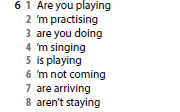 6 1 Are you playing
2 'm practising
3 are you doing
4 'm singing
5 is playing
6 'm not coming
7 are arriving
8 aren't staying